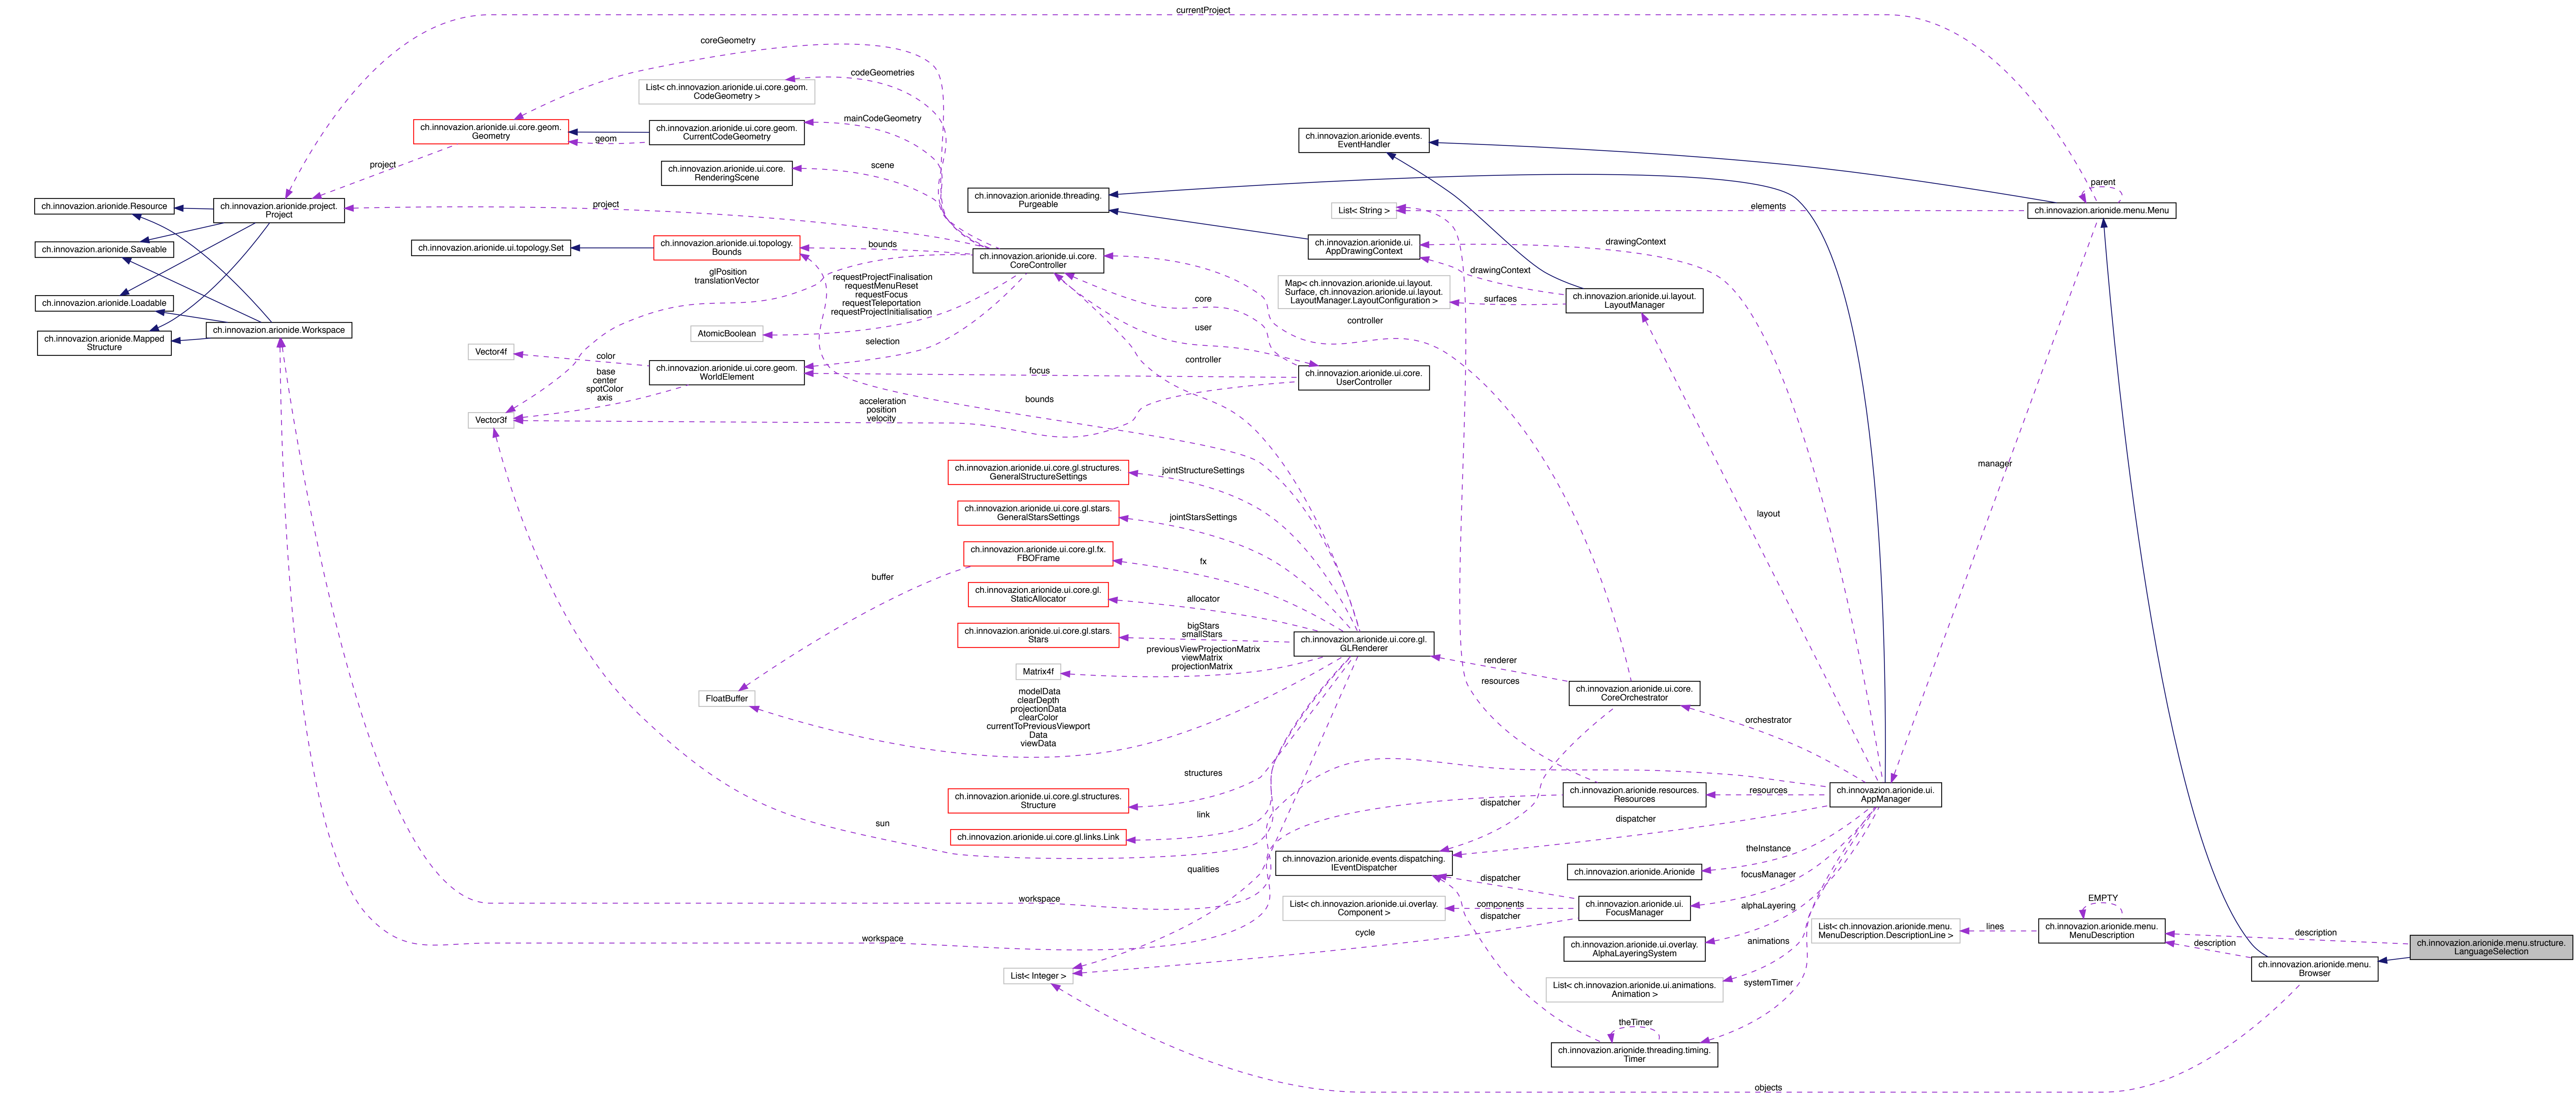 currentProject
coreGeometry
codeGeometries
List< ch.innovazion.arionide.ui.core.geom.
CodeGeometry >
mainCodeGeometry
ch.innovazion.arionide.ui.core.geom.
Geometry
geom
ch.innovazion.arionide.ui.core.geom.
CurrentCodeGeometry
ch.innovazion.arionide.events.
EventHandler
project
scene
ch.innovazion.arionide.ui.core.
RenderingScene
parent
ch.innovazion.arionide.threading.
Purgeable
ch.innovazion.arionide.Resource
ch.innovazion.arionide.project.
Project
project
List< String >
elements
ch.innovazion.arionide.menu.Menu
ch.innovazion.arionide.Saveable
ch.innovazion.arionide.ui.topology.Set
ch.innovazion.arionide.ui.topology.
Bounds
bounds
ch.innovazion.arionide.ui.core.
CoreController
ch.innovazion.arionide.ui.
AppDrawingContext
drawingContext
glPosition
translationVector
requestProjectFinalisation
requestMenuReset
requestFocus
requestTeleportation
requestProjectInitialisation
drawingContext
Map< ch.innovazion.arionide.ui.layout.
Surface, ch.innovazion.arionide.ui.layout.
LayoutManager.LayoutConfiguration >
surfaces
ch.innovazion.arionide.ui.layout.
LayoutManager
ch.innovazion.arionide.Loadable
core
controller
ch.innovazion.arionide.Workspace
ch.innovazion.arionide.Mapped
Structure
AtomicBoolean
user
selection
Vector4f
color
base
center
spotColor
axis
ch.innovazion.arionide.ui.core.geom.
WorldElement
controller
focus
ch.innovazion.arionide.ui.core.
UserController
Vector3f
acceleration
position
velocity
bounds
manager
ch.innovazion.arionide.ui.core.gl.structures.
GeneralStructureSettings
jointStructureSettings
ch.innovazion.arionide.ui.core.gl.stars.
GeneralStarsSettings
jointStarsSettings
layout
ch.innovazion.arionide.ui.core.gl.fx.
FBOFrame
fx
buffer
ch.innovazion.arionide.ui.core.gl.
StaticAllocator
allocator
ch.innovazion.arionide.ui.core.gl.stars.
Stars
bigStars
smallStars
ch.innovazion.arionide.ui.core.gl.
GLRenderer
previousViewProjectionMatrix
viewMatrix
projectionMatrix
Matrix4f
renderer
resources
ch.innovazion.arionide.ui.core.
CoreOrchestrator
FloatBuffer
modelData
clearDepth
projectionData
clearColor
currentToPreviousViewport
Data
viewData
orchestrator
structures
ch.innovazion.arionide.ui.core.gl.structures.
Structure
ch.innovazion.arionide.resources.
Resources
resources
ch.innovazion.arionide.ui.
AppManager
dispatcher
link
dispatcher
sun
ch.innovazion.arionide.ui.core.gl.links.Link
theInstance
ch.innovazion.arionide.events.dispatching.
IEventDispatcher
ch.innovazion.arionide.Arionide
qualities
focusManager
dispatcher
workspace
List< ch.innovazion.arionide.ui.overlay.
Component >
components
ch.innovazion.arionide.ui.
FocusManager
alphaLayering
EMPTY
dispatcher
cycle
List< ch.innovazion.arionide.menu.
MenuDescription.DescriptionLine >
lines
ch.innovazion.arionide.menu.
MenuDescription
description
workspace
ch.innovazion.arionide.ui.overlay.
AlphaLayeringSystem
animations
description
ch.innovazion.arionide.menu.structure.
LanguageSelection
ch.innovazion.arionide.menu.
Browser
List< Integer >
List< ch.innovazion.arionide.ui.animations.
Animation >
systemTimer
theTimer
ch.innovazion.arionide.threading.timing.
Timer
objects